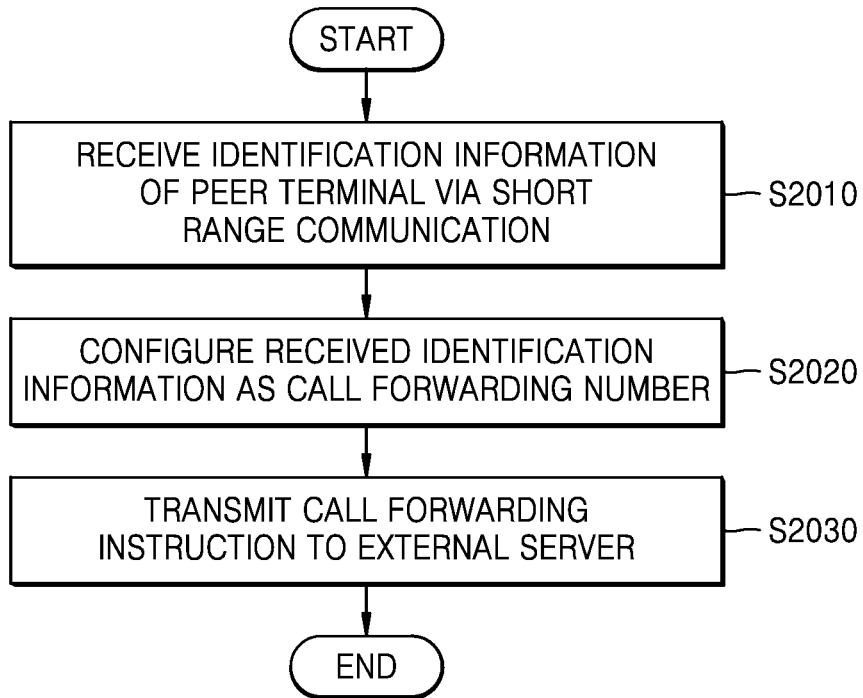 START
RECEIVE IDENTIFICATION INFORMATION
OF PEER TERMINAL VIA SHORT
RANGE COMMUNICATION
S2010
CONFIGURE RECEIVED IDENTIFICATION
INFORMATION AS CALL FORWARDING NUMBER
S2020
TRANSMIT CALL FORWARDING
INSTRUCTION TO EXTERNAL SERVER
S2030
END